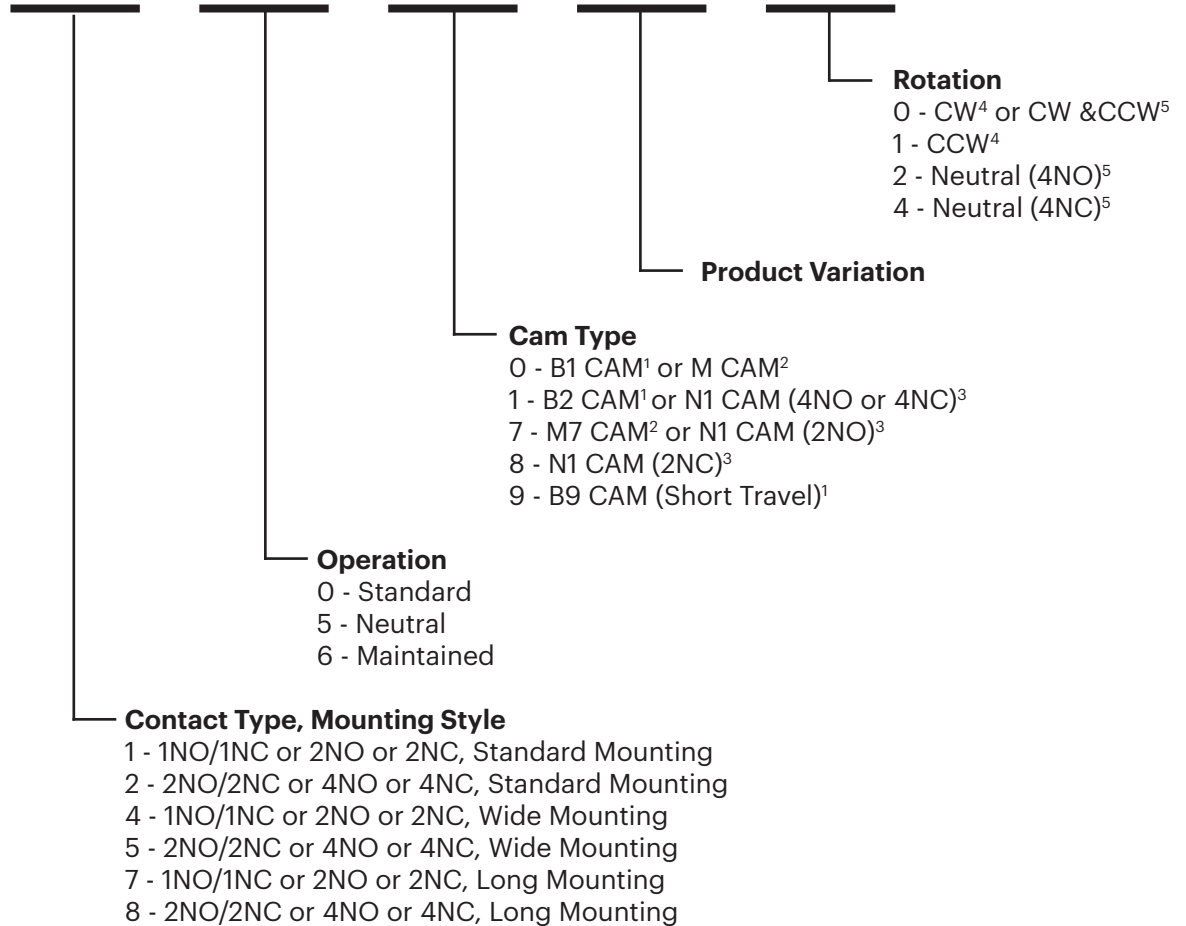 Rotation
0 - CW⁴ or CW &CCW⁵
1 - CCW⁴
2 - Neutral (4NO)⁵
4 - Neutral (4NC)⁵
Product Variation
Cam Type
0 - B1 CAM¹ or M CAM²
1 - B2 CAM¹ or N1 CAM (4NO or 4NC)³
7 - M7 CAM² or N1 CAM (2NO)³
8 - N1 CAM (2NC)³
9 - B9 CAM (Short Travel)¹
Operation
0 - Standard
5 - Neutral
6 - Maintained
Contact Type, Mounting Style
1 - 1NO/1NC or 2NO or 2NC, Standard Mounting
2 - 2NO/2NC or 4NO or 4NC, Standard Mounting
4 - 1NO/1NC or 2NO or 2NC, Wide Mounting
5 - 2NO/2NC or 4NO or 4NC, Wide Mounting
7 - 1NO/1NC or 2NO or 2NC, Long Mounting
8 - 2NO/2NC or 4NO or 4NC, Long Mounting